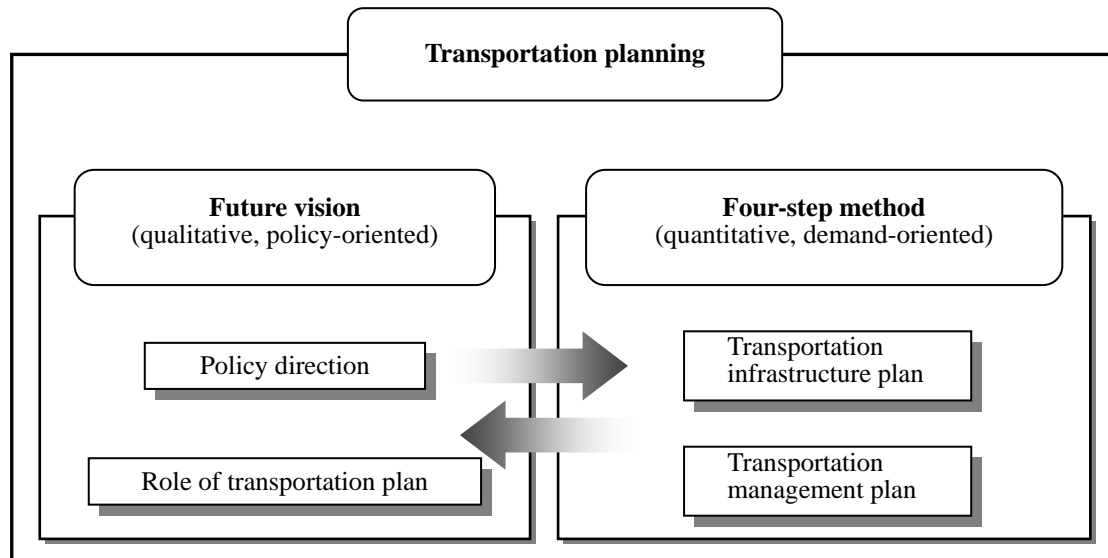 Transportation planning
Future vision
(qualitative, policy-oriented)
Policy direction
Role of transportation plan
Four-step method
(quantitative, demand-oriented)
Transportation
infrastructure plan
Transportation
management plan